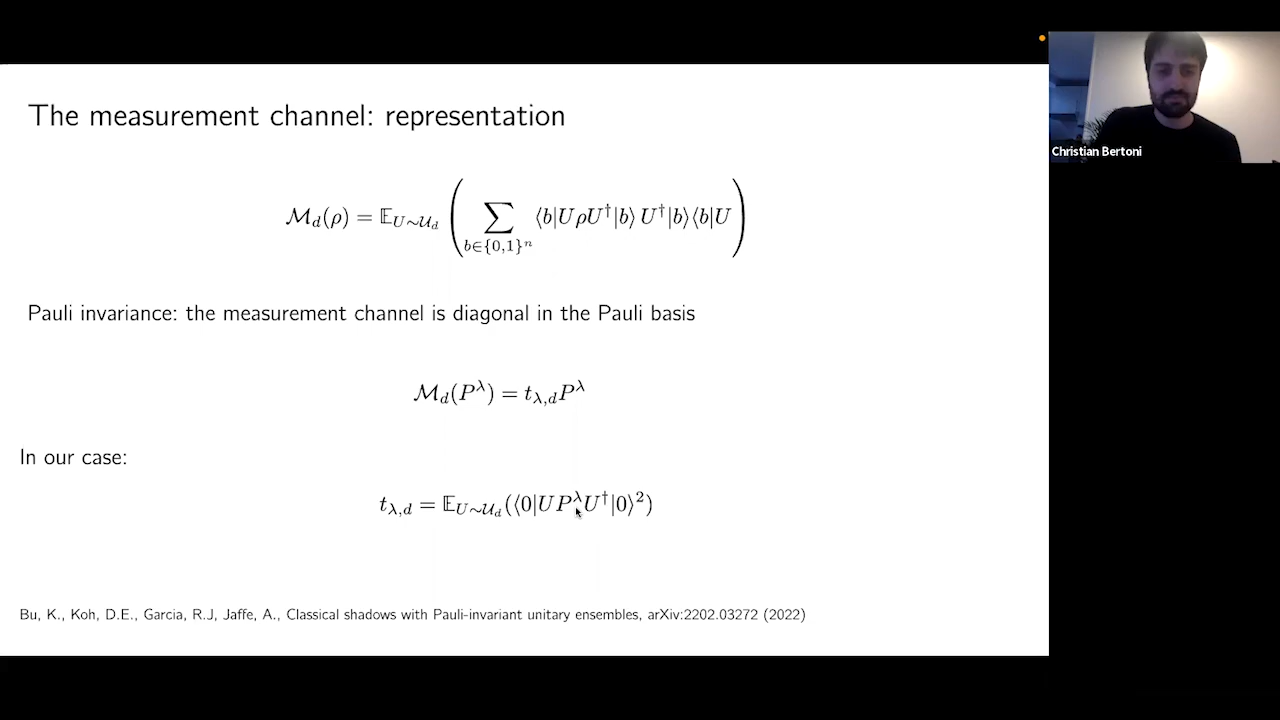 The measurement channel: representation
Christian Bertoni
ℳ_d(ρ) = 𝔼_{U∼𝒰_d} ( ∑_{b∈{0,1}^n} ⟨b|UρU†|b⟩ U†|b⟩⟨b|U )
Pauli invariance: the measurement channel is diagonal in the Pauli basis
ℳ_d(P^λ) = t_{λ,d}P^λ
In our case:
t_{λ,d} = 𝔼_{U∼𝒰_d}(⟨0|UP^λU†|0⟩²)
Bu, K., Koh, D.E., Garcia, R.J, Jaffe, A., Classical shadows with Pauli-invariant unitary ensembles, arXiv:2202.03272 (2022)